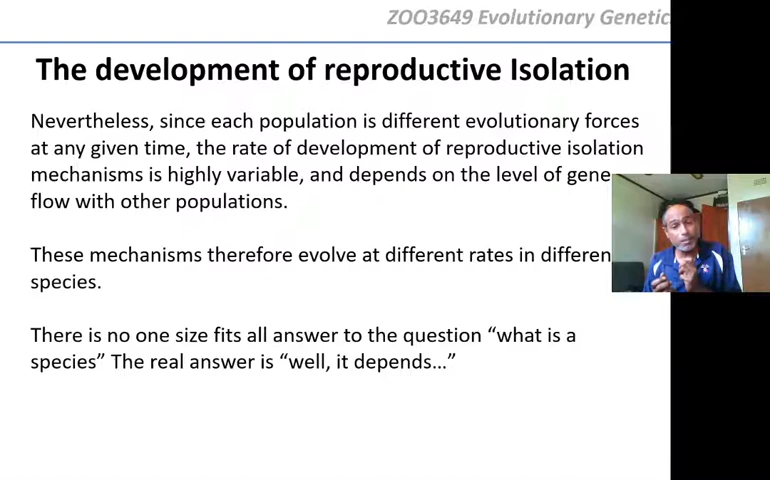 ZOO3649 Evolutionary Genetic
The development of reproductive Isolation
Nevertheless, since each population is different evolutionary forces
at any given time, the rate of development of reproductive isolation
mechanisms is highly variable, and depends on the level of gene
flow with other populations.
These mechanisms therefore evolve at different rates in differen
species.
There is no one size fits all answer to the question “what is a
species” The real answer is “well, it depends…”